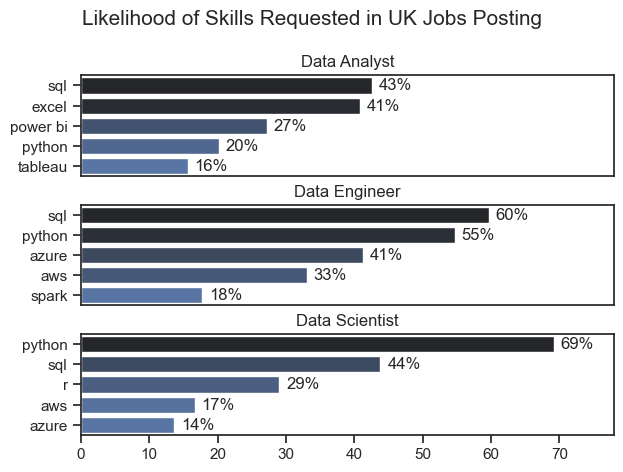 Likelihood of Skills Requested in UK Jobs Posting
Data Analyst
sql 43%
excel 41%
power bi 27%
python 20%
tableau 16%
Data Engineer
sql 60%
python 55%
azure 41%
aws 33%
spark 18%
Data Scientist
python 69%
sql 44%
r 29%
aws 17%
azure 14%
0 10 20 30 40 50 60 70